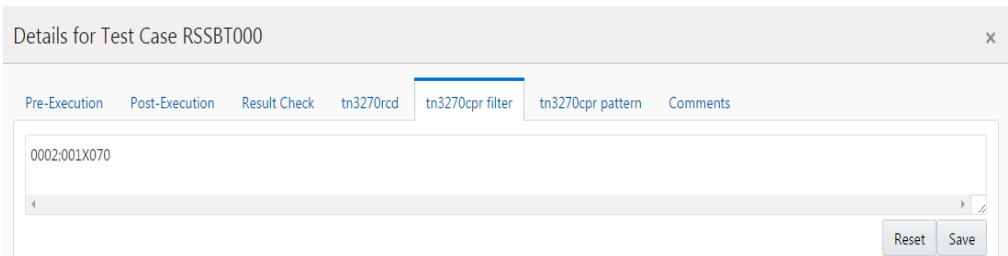 Details for Test Case RSSBT000
×
Pre-Execution Post-Execution Result Check tn3270rcd tn3270cpr filter tn3270cpr pattern Comments
0002;001X070
Reset Save